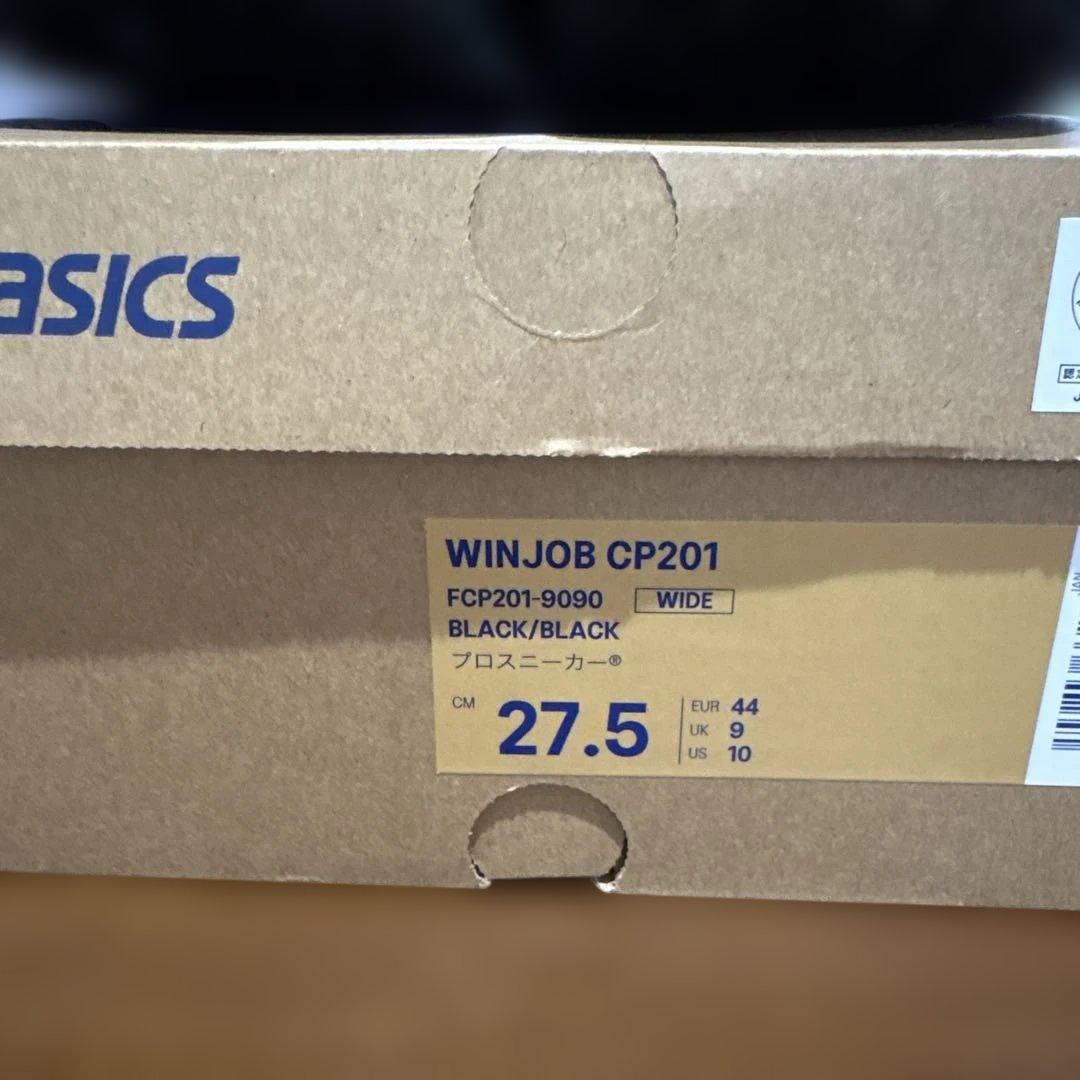 asics
WINJOB CP201
FCP201-9090 WIDE
BLACK/BLACK
プロスニーカー®
CM 27.5
EUR 44
UK 9
US 10
JAN